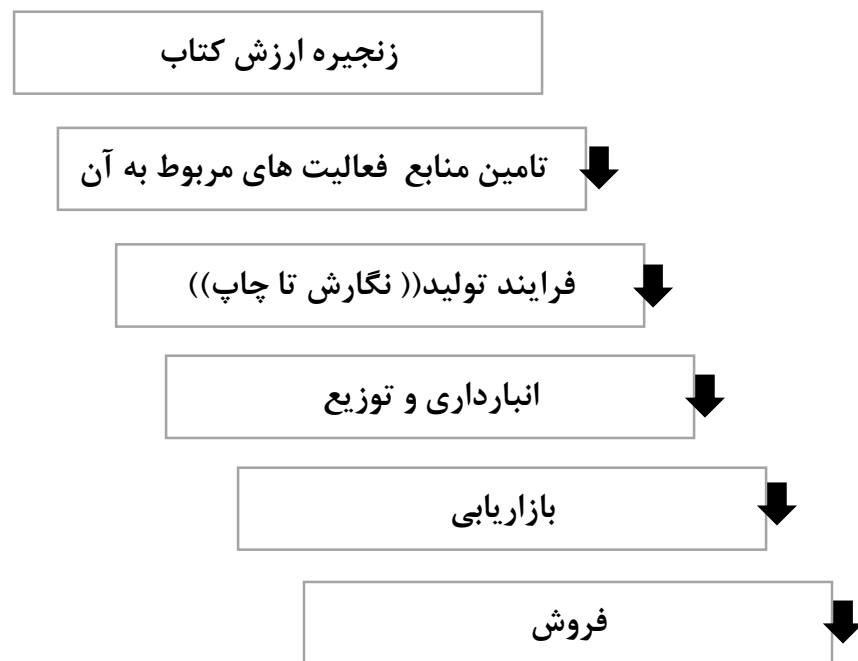 زنجیره ارزش کتاب
تامین منابع فعالیت های مربوط به آن
فرایند تولید(( نگارش تا چاپ))
انبارداری و توزیع
بازاریابی
فروش